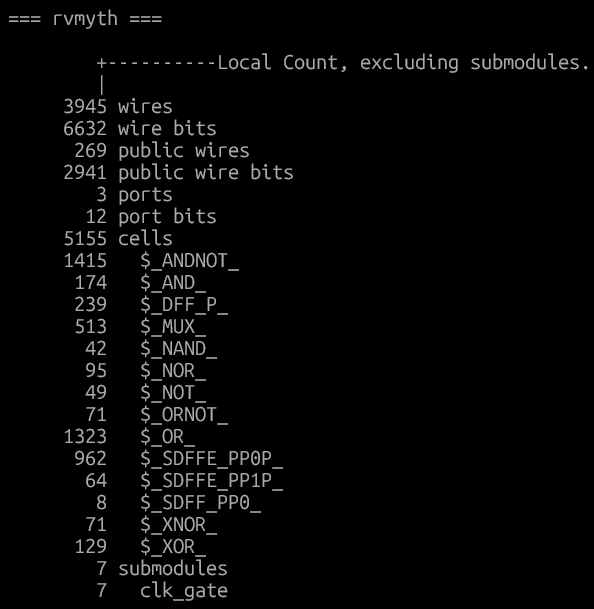 === rvmyth ===
+----------Local Count, excluding submodules.
|
3945 wires
6632 wire bits
269 public wires
2941 public wire bits
3 ports
12 port bits
5155 cells
1415 $_ANDNOT_
174 $_AND_
239 $_DFF_P_
513 $_MUX_
42 $_NAND_
95 $_NOR_
49 $_NOT_
71 $_ORNOT_
1323 $_OR_
962 $_SDFFE_PP0P_
64 $_SDFFE_PP1P_
8 $_SDFF_PP0_
71 $_XNOR_
129 $_XOR_
7 submodules
7 clk_gate